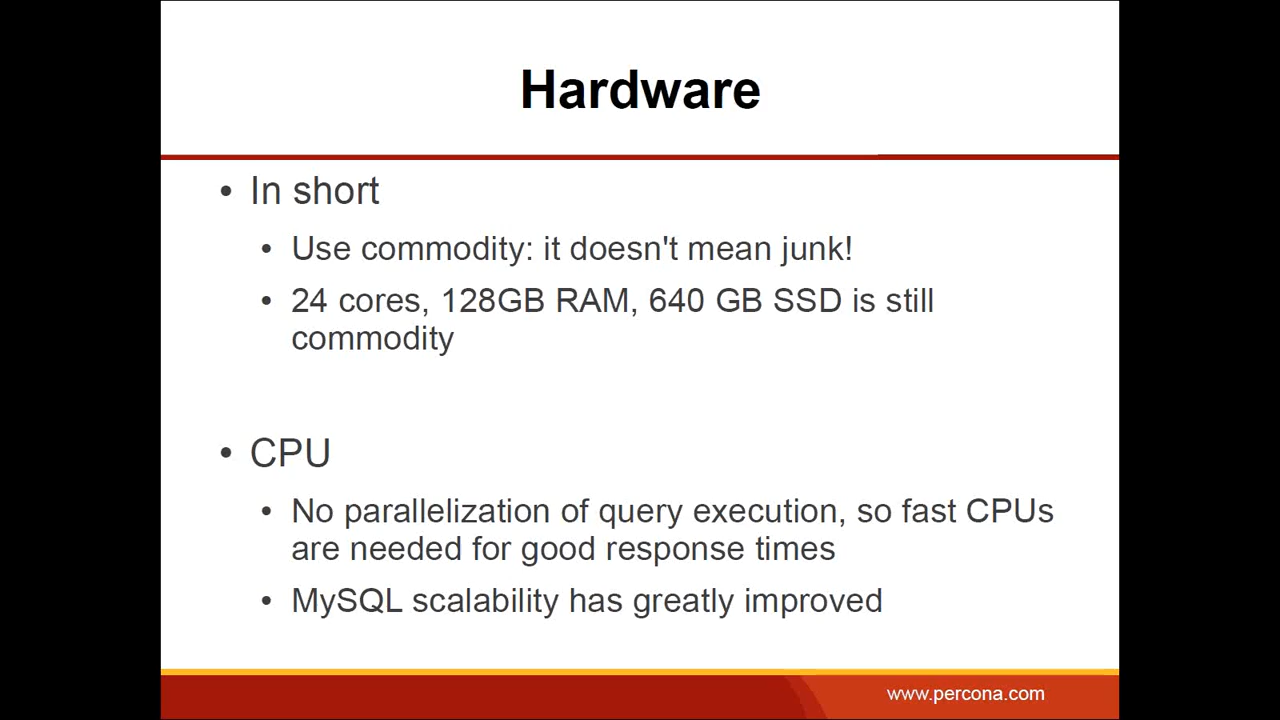 Hardware
• In short
• Use commodity: it doesn't mean junk!
• 24 cores, 128GB RAM, 640 GB SSD is still
commodity
• CPU
• No parallelization of query execution, so fast CPUs
are needed for good response times
• MySQL scalability has greatly improved
www.percona.com